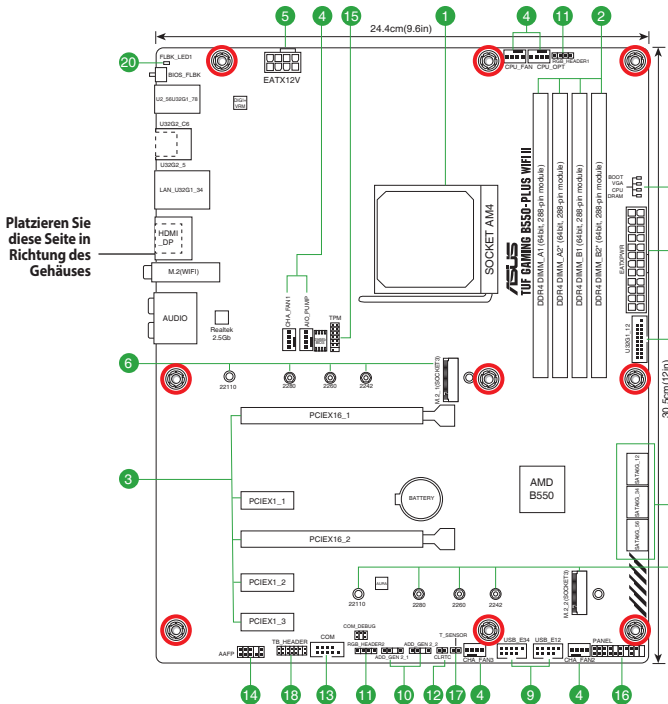 24.4cm(9.6in)
5
4
15
1
4
11
2
20
FLBK_LED1
BIOS_FLBK
EATX12V
DIGI+
VRM
CPU_FAN
CPU_OPT
RGB_HEADER1
U2_56U32G1_78
U32G2_C6
U32G2_5
LAN_U32G1_34
BOOT
VGA
CPU
DRAM
Platzieren Sie
diese Seite in
Richtung des
Gehäuses
HDMI
_DP
M.2(WIFI)
AUDIO
Realtek
2.5Gb
CHA_FAN1
AIO_PUMP
TPM
SOCKET AM4
ASUS
TUF GAMING B550-PLUS WIFI II
DDR4 DIMM_A1 (64bit, 288-pin module)
DDR4 DIMM_A2* (64bit, 288-pin module)
DDR4 DIMM_B1 (64bit, 288-pin module)
DDR4 DIMM_B2* (64bit, 288-pin module)
EATXPWR
U32G1_12
30.5cm(12in)
6
22110
2280
2260
2242
M.2_1(SOCKET3)
3
PCIEX16_1
PCIEX1_1
BATTERY
AMD
B550
SATA6G_12
SATA6G_34
SATA6G_56
PCIEX16_2
PCIEX1_2
PCIEX1_3
22110
2280
2260
2242
M.2_2(SOCKET3)
AAFP
TB_HEADER
COM
COM_DEBUG
RGB_HEADER2
ADD_GEN 2_1
ADD_GEN 2_2
T_SENSOR
CLRTC
CHA_FAN3
USB_E34
USB_E12
CHA_FAN2
PANEL
14
18
13
11
10
12
17
4
9
4
16